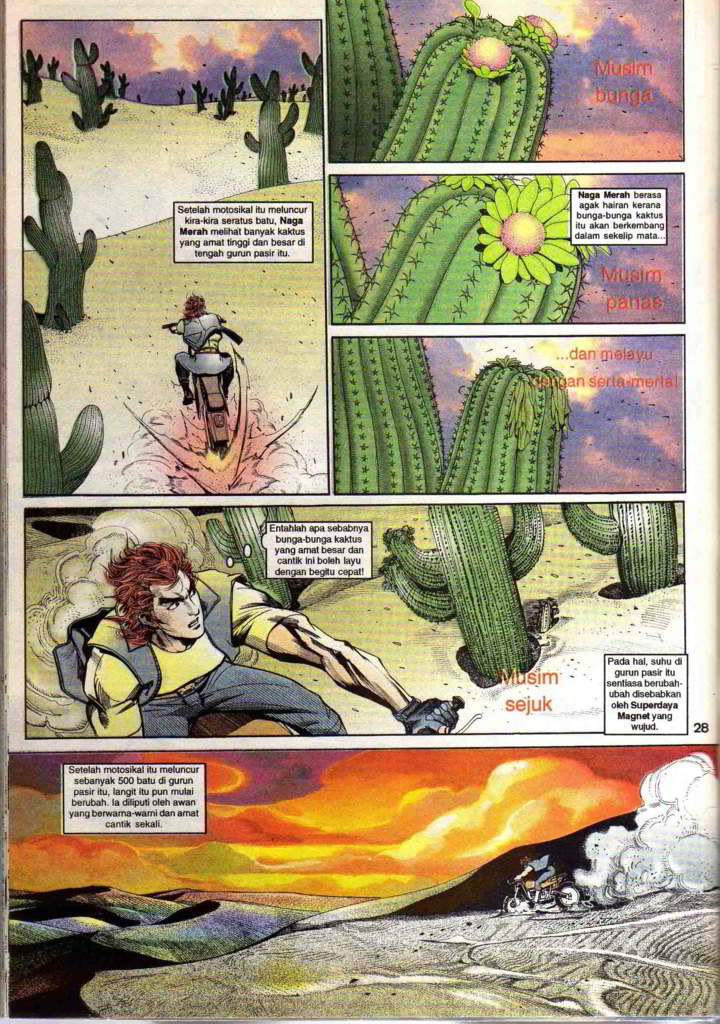 Setelah motosikal itu meluncur
kira-kira seratus batu, Naga
Merah melihat banyak kaktus
yang amat tinggi dan besar di
tengah gurun pasir itu.
Musim
bunga
Naga Merah berasa
agak hairan kerana
bunga-bunga kaktus
itu akan berkembang
dalam sekelip mata...
Musim
panas
...dan melayu
dengan serta-merta!
Entahlah apa sebabnya
bunga-bunga kaktus
yang amat besar dan
cantik ini boleh layu
dengan begitu cepat!
Musim
sejuk
Pada hal, suhu di
gurun pasir itu
sentiasa berubah-
ubah disebabkan
oleh Superdaya
Magnet yang
wujud.
28
Setelah motosikal itu meluncur
sebanyak 500 batu di gurun
pasir itu, langit itu pun mulai
berubah. Ia diliputi oleh awan
yang berwarna-warni dan amat
cantik sekali.